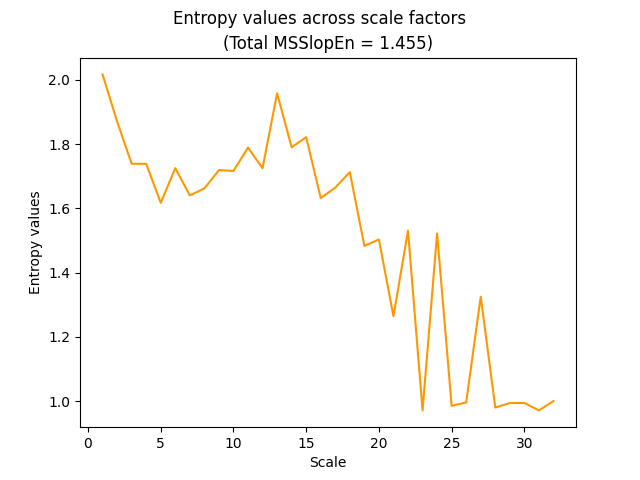 Entropy values across scale factors
(Total MSSlopEn = 1.455)
Entropy values
2.0
1.8
1.6
1.4
1.2
1.0
0 5 10 15 20 25 30
Scale